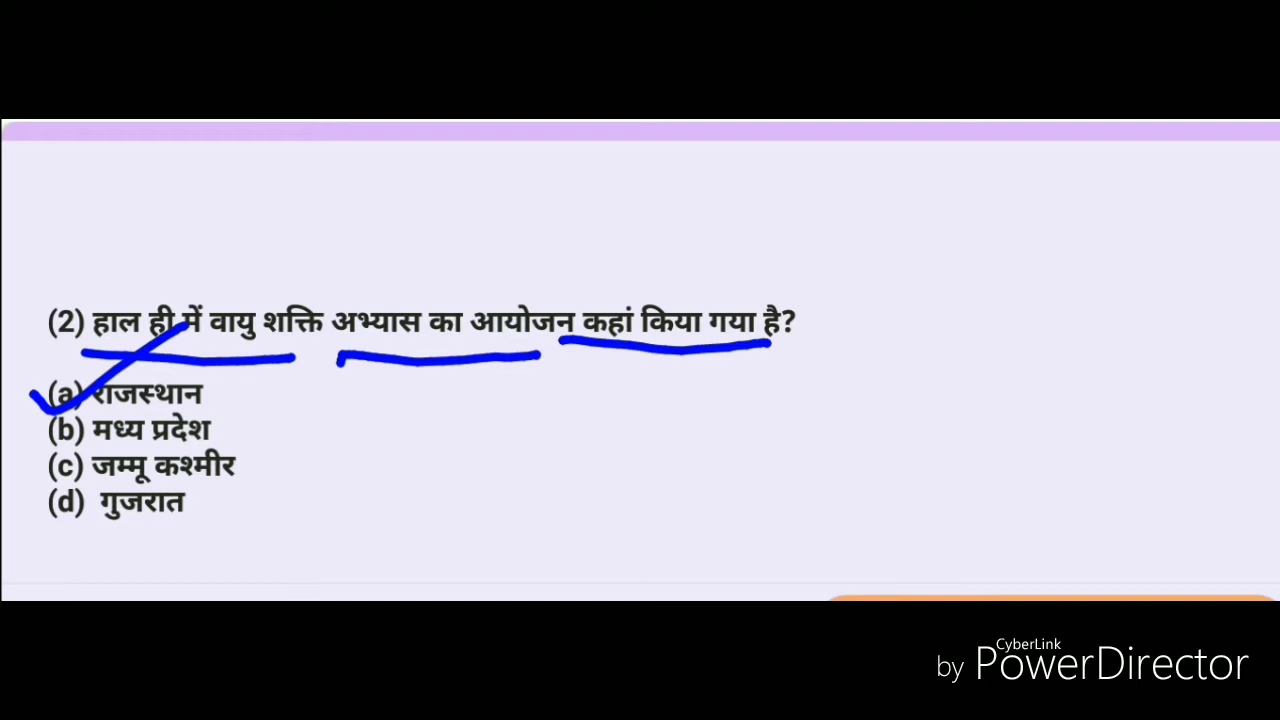 (2) हाल ही में वायु शक्ति अभ्यास का आयोजन कहां किया गया है?
(a) राजस्थान
(b) मध्य प्रदेश
(c) जम्मू कश्मीर
(d) गुजरात
CyberLink
by PowerDirector